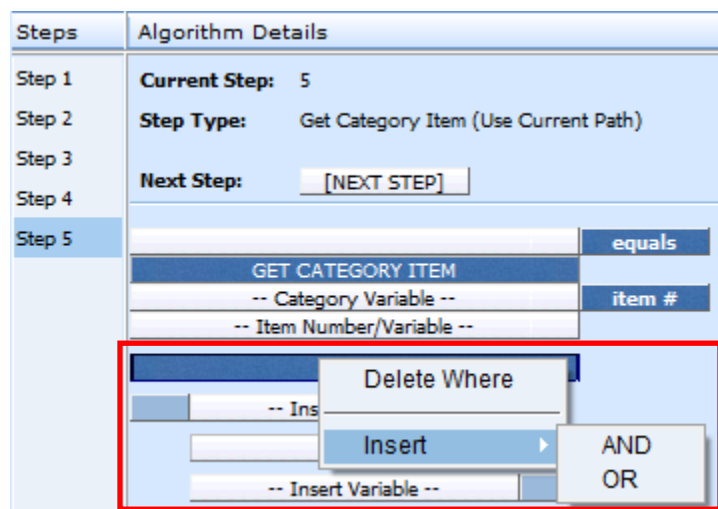 Steps
Algorithm Details
Step 1
Step 2
Step 3
Step 4
Step 5
Current Step: 5
Step Type: Get Category Item (Use Current Path)
Next Step: [NEXT STEP]
equals
GET CATEGORY ITEM
-- Category Variable --
item #
-- Item Number/Variable --
Delete Where
-- Ins
Insert
AND
OR
-- Insert Variable --